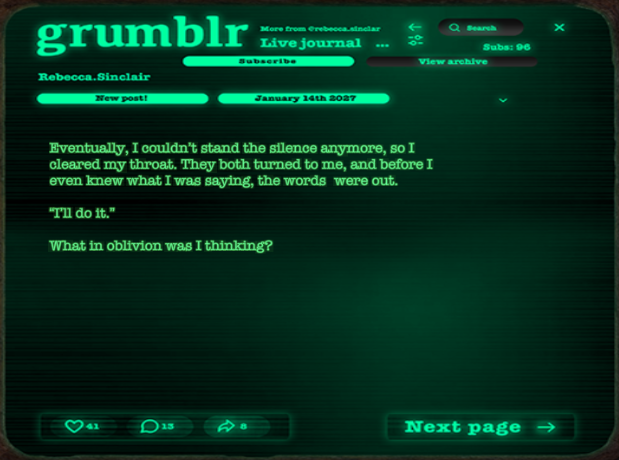 grumblr
More from @rebecca.sinclar
Live journal ...
Search
Subs: 96
Subscribe
View archive
Rebecca.Sinclair
New post!
January 14th 2027
Eventually, I couldn't stand the silence anymore, so I
cleared my throat. They both turned to me, and before I
even knew what I was saying, the words were out.
"I'll do it."
What in oblivion was I thinking?
41
13
8
Next page